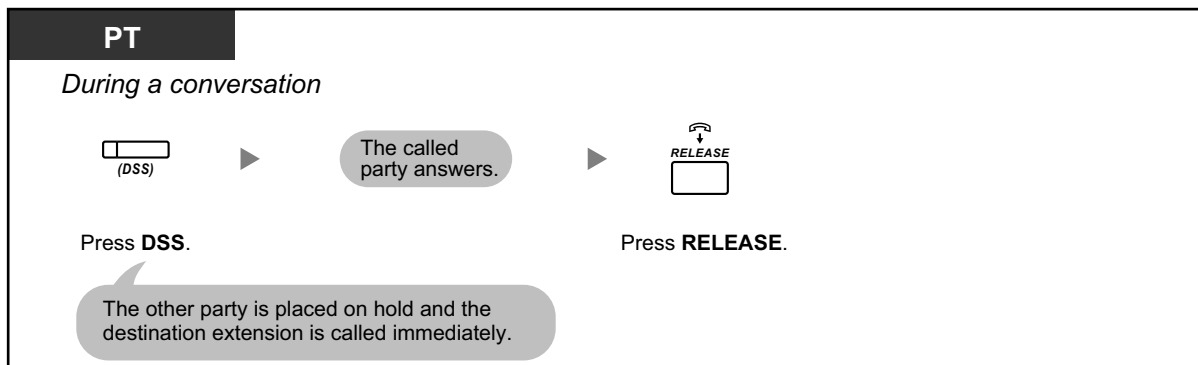 PT
During a conversation
(DSS)
The called
party answers.
RELEASE
Press DSS.
Press RELEASE.
The other party is placed on hold and the
destination extension is called immediately.